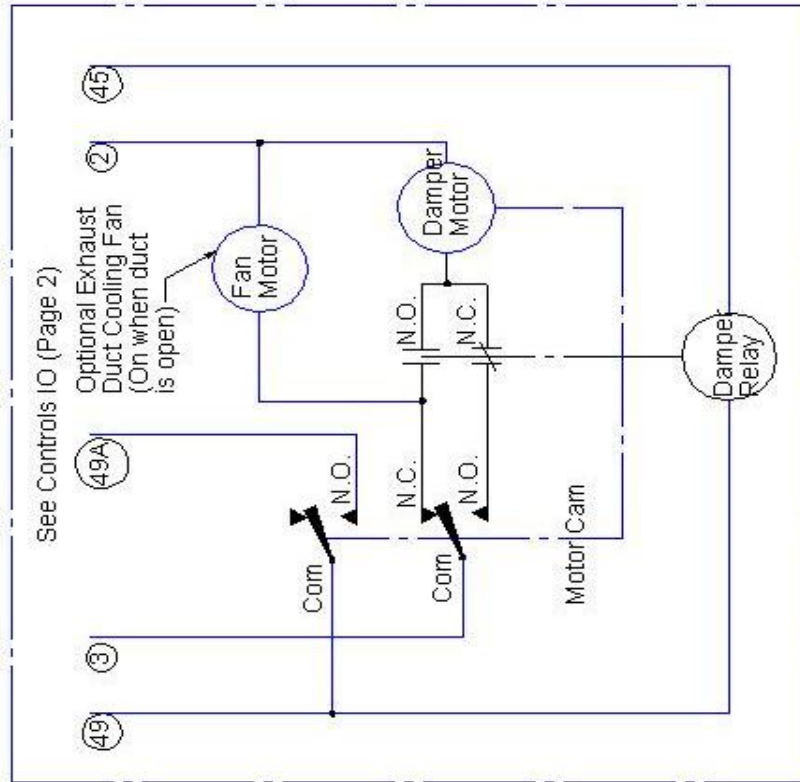 See Controls IO (Page 2)
49
3
49A
2
45
Optional Exhaust
Duct Cooling Fan
(On when duct
is open)
Fan
Motor
Com
N.O.
Com
N.C.
N.O.
N.O.
N.C.
Damper
Motor
Motor Cam
Damper
Relay